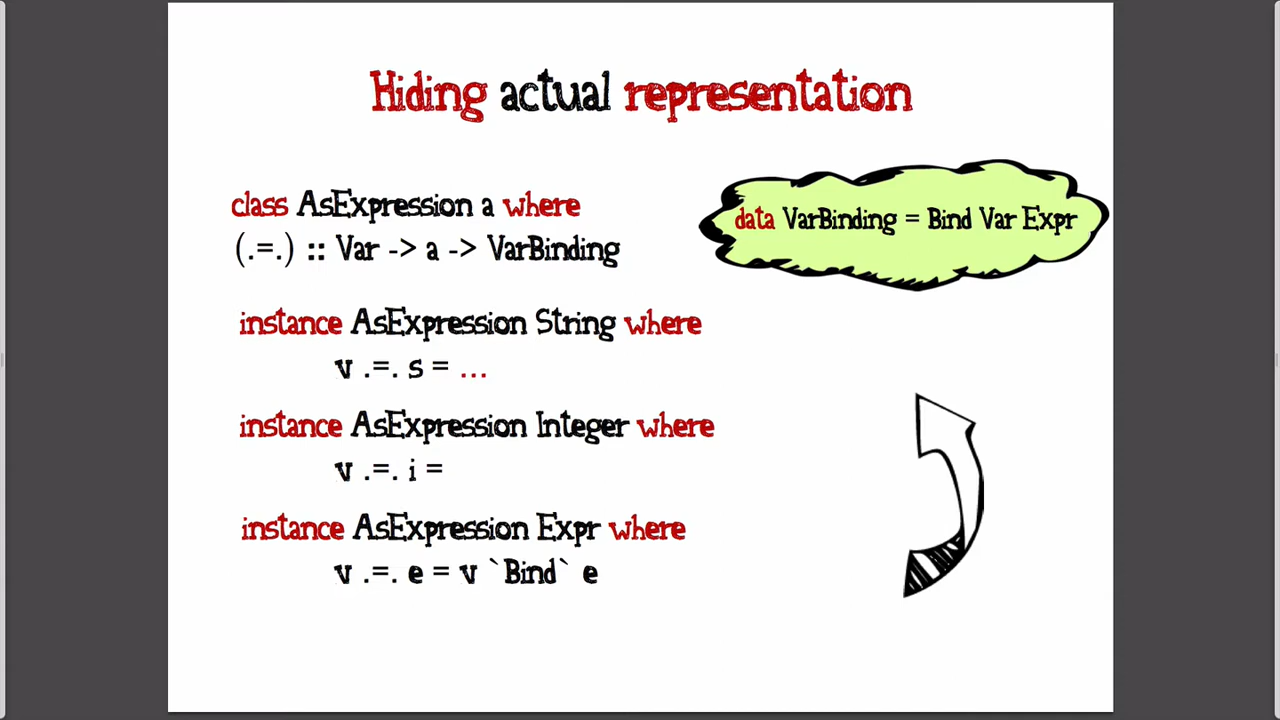 Hiding actual representation
class AsExpression a where
(.=.) :: Var -> a -> VarBinding
data VarBinding = Bind Var Expr
instance AsExpression String where
v .=. s = ...
instance AsExpression Integer where
v .=. i =
instance AsExpression Expr where
v .=. e = v `Bind` e